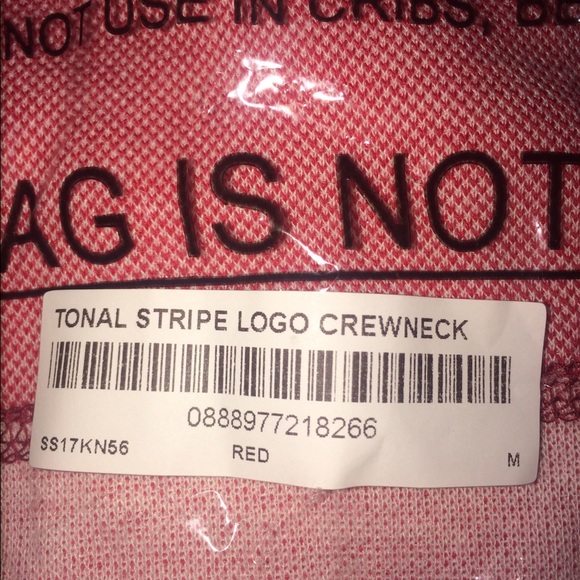 NOT USE IN CRIBS, BE
AG IS NOT
TONAL STRIPE LOGO CREWNECK
0888977218266
SS17KN56 RED M